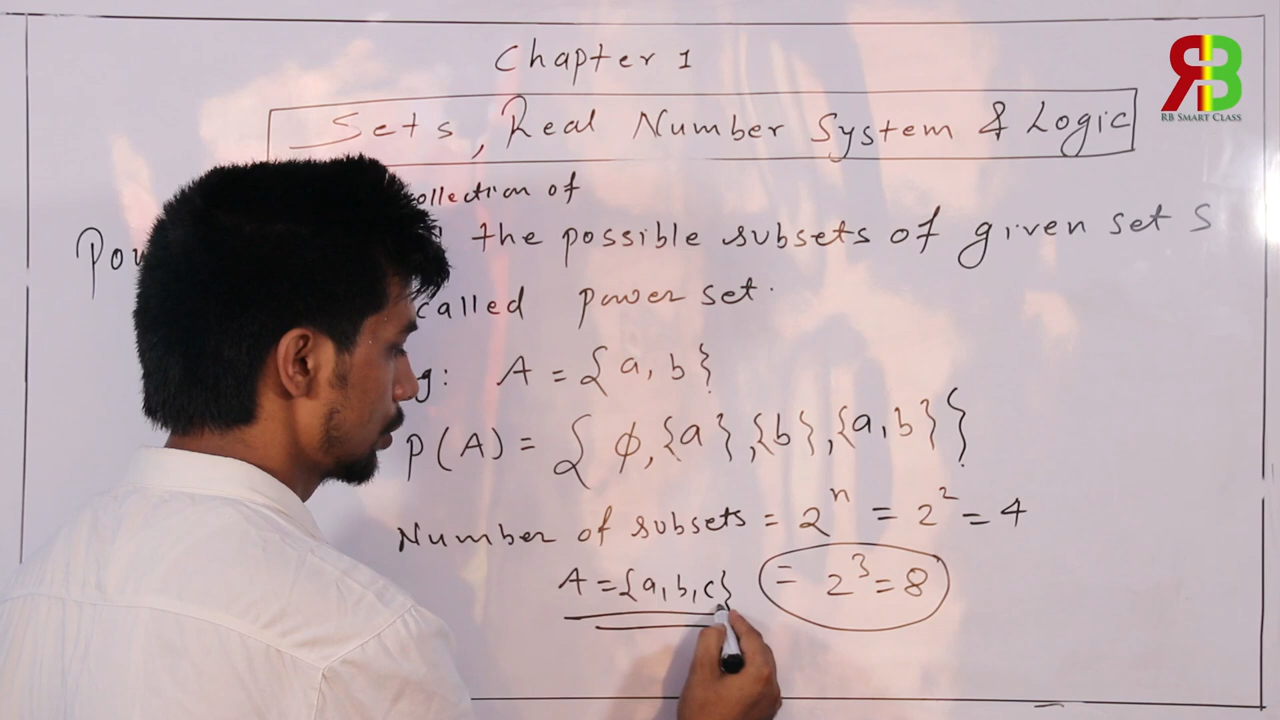 Chapter 1
Sets, Real Number System & Logic
RB SMART CLASS
ollection of
the possible subsets of given set S
called power set.
g: A = {a, b}
P(A) = { ϕ, {a}, {b}, {a, b} }
Number of subsets = 2ⁿ = 2² = 4
A = {a, b, c} = 2³ = 8